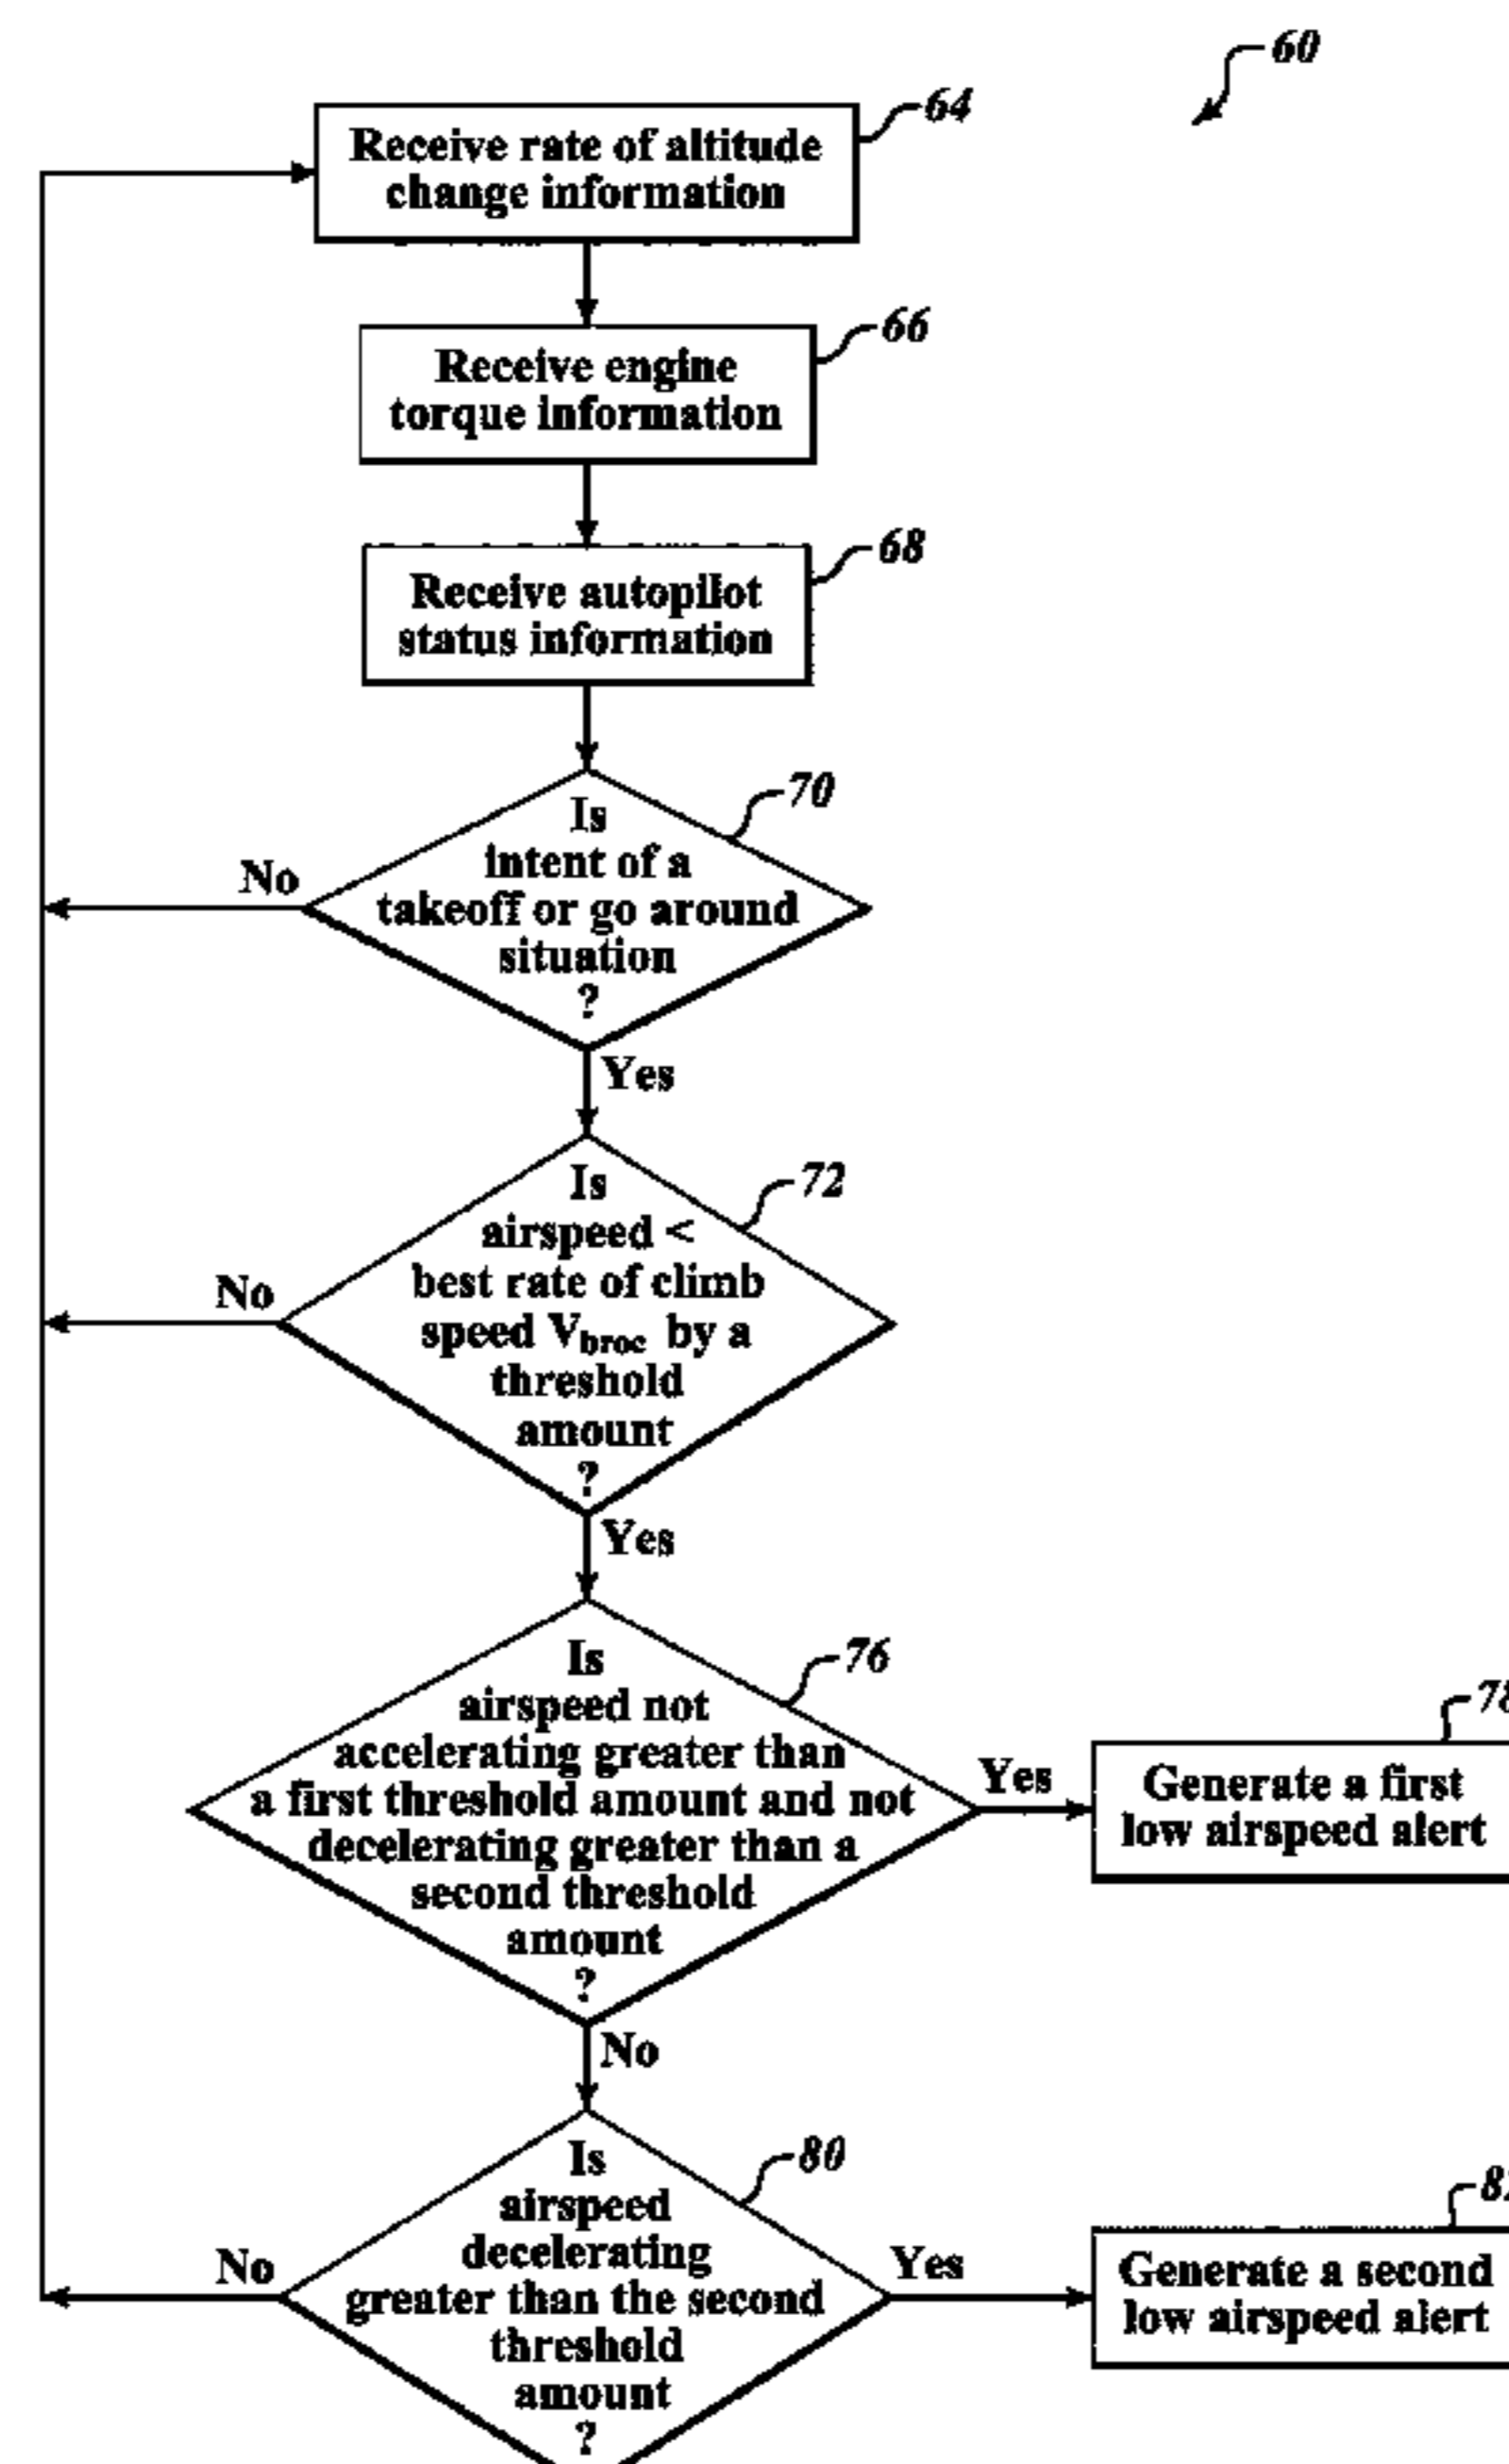 60
64
Receive rate of altitude
change information
66
Receive engine
torque information
68
Receive autopilot
status information
70
Is
intent of a
takeoff or go around
situation
?
No
Yes
72
Is
airspeed <
best rate of climb
speed Vbroc by a
threshold
amount
?
No
Yes
76
Is
airspeed not
accelerating greater than
a first threshold amount and not
decelerating greater than a
second threshold
amount
?
Yes
78
Generate a first
low airspeed alert
No
80
Is
airspeed
decelerating
greater than the second
threshold
amount
?
No
Yes
Generate a second
low airspeed alert